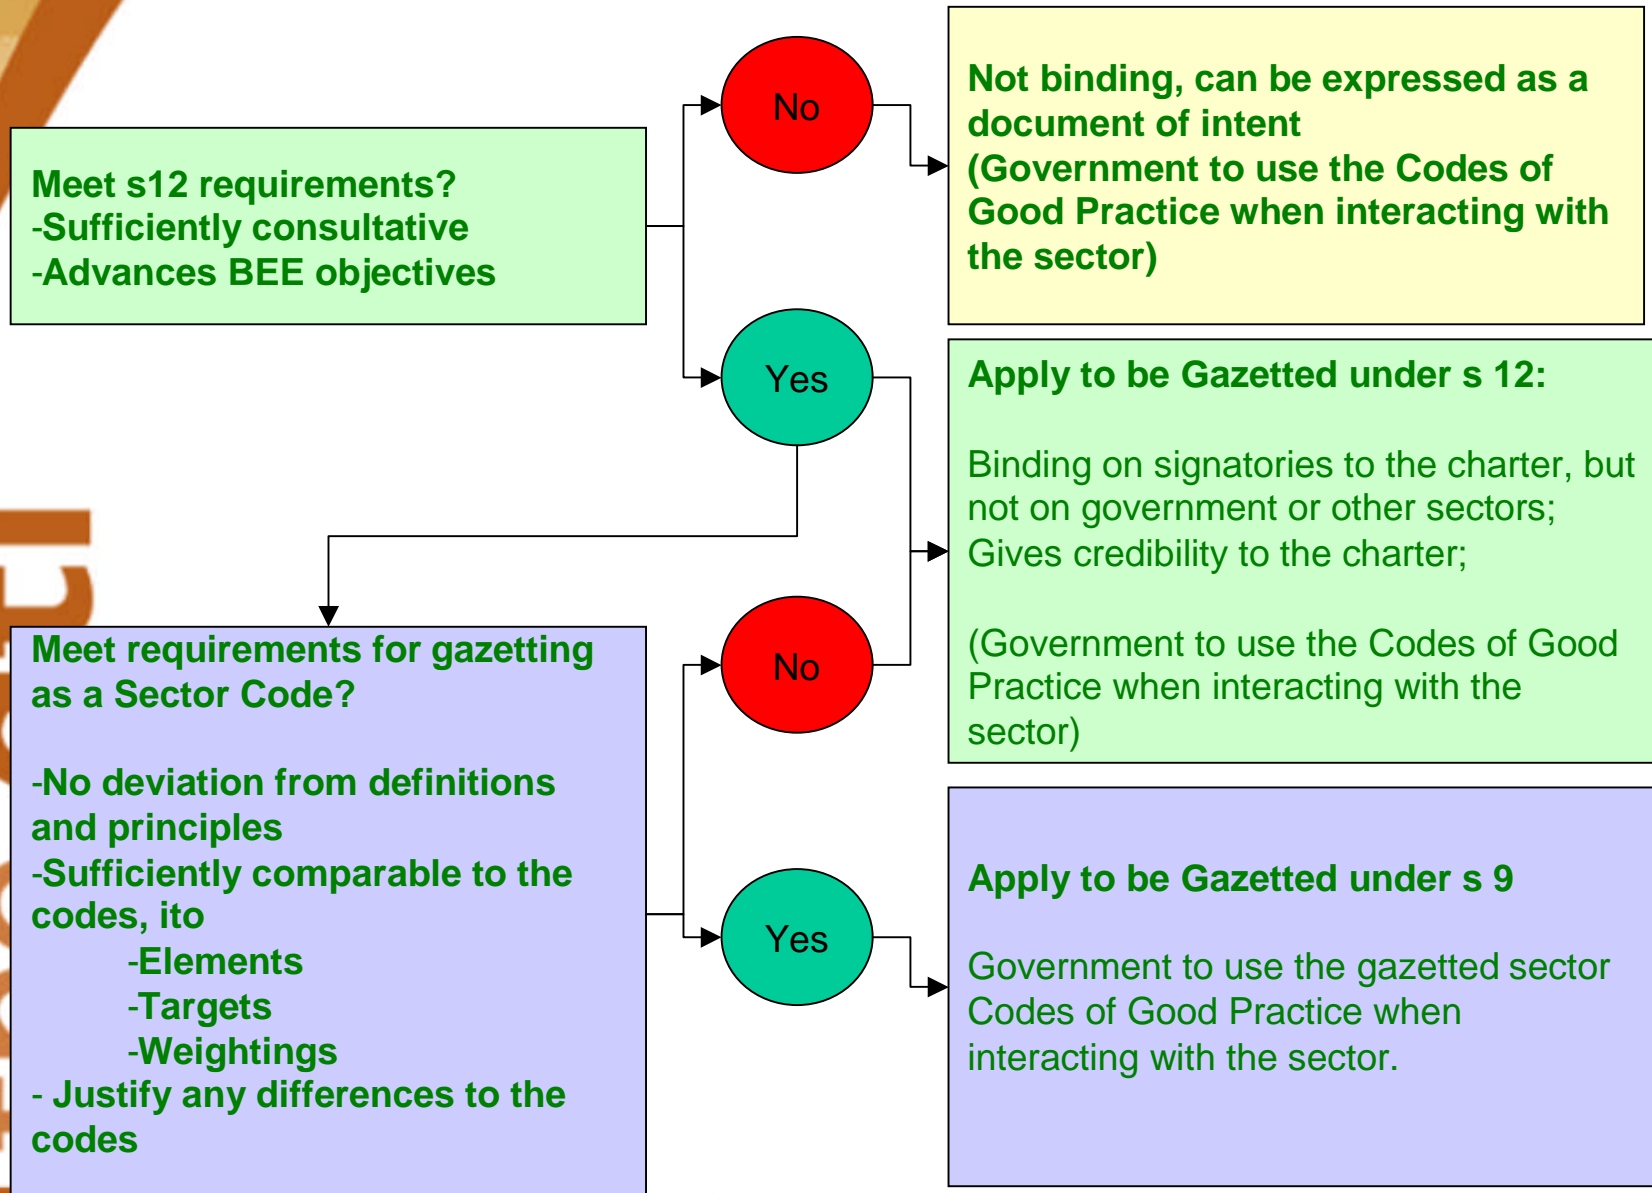 No
Not binding, can be expressed as a
document of intent
(Government to use the Codes of
Good Practice when interacting with
the sector)
Meet s12 requirements?
-Sufficiently consultative
-Advances BEE objectives
Yes
Apply to be Gazetted under s 12:
Binding on signatories to the charter, but
not on government or other sectors;
Gives credibility to the charter;
(Government to use the Codes of Good
Practice when interacting with the
sector)
Meet requirements for gazetting
as a Sector Code?
-No deviation from definitions
and principles
-Sufficiently comparable to the
codes, ito
-Elements
-Targets
-Weightings
- Justify any differences to the
codes
No
Yes
Apply to be Gazetted under s 9
Government to use the gazetted sector
Codes of Good Practice when
interacting with the sector.